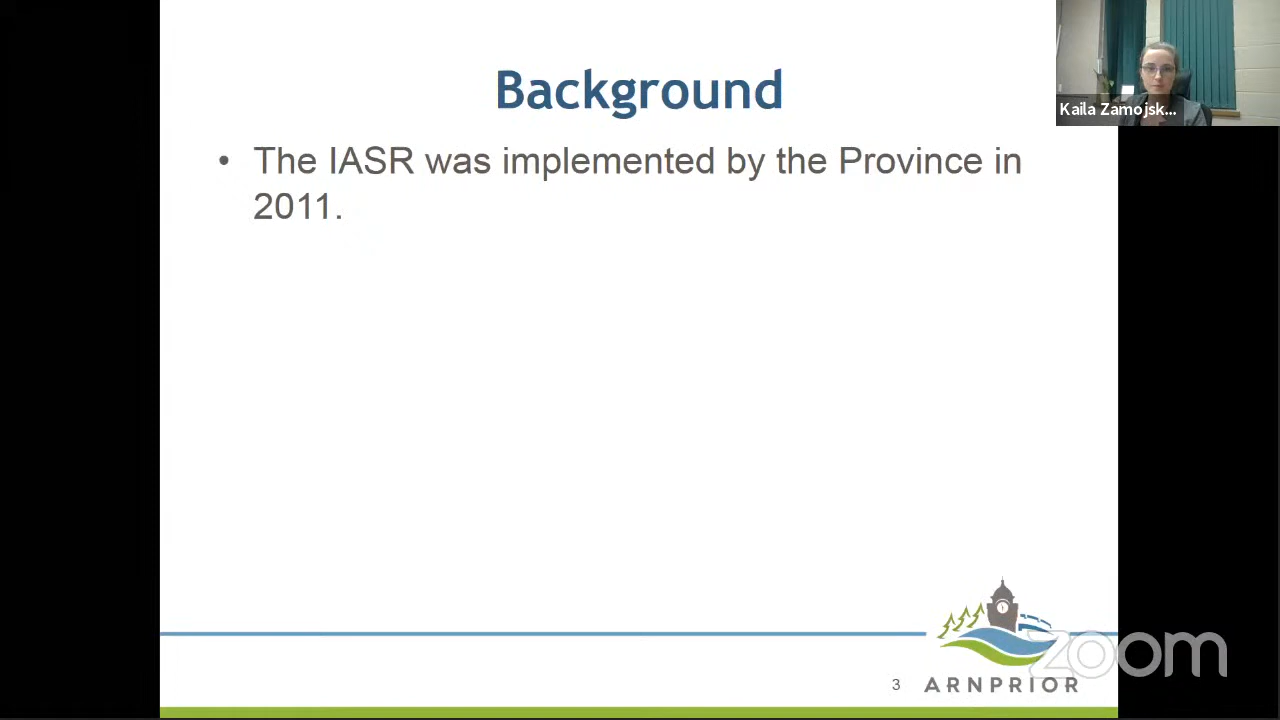 Background
• The IASR was implemented by the Province in
2011.
Kaila Zamojsk...
3
ARNPRIOR
zoom